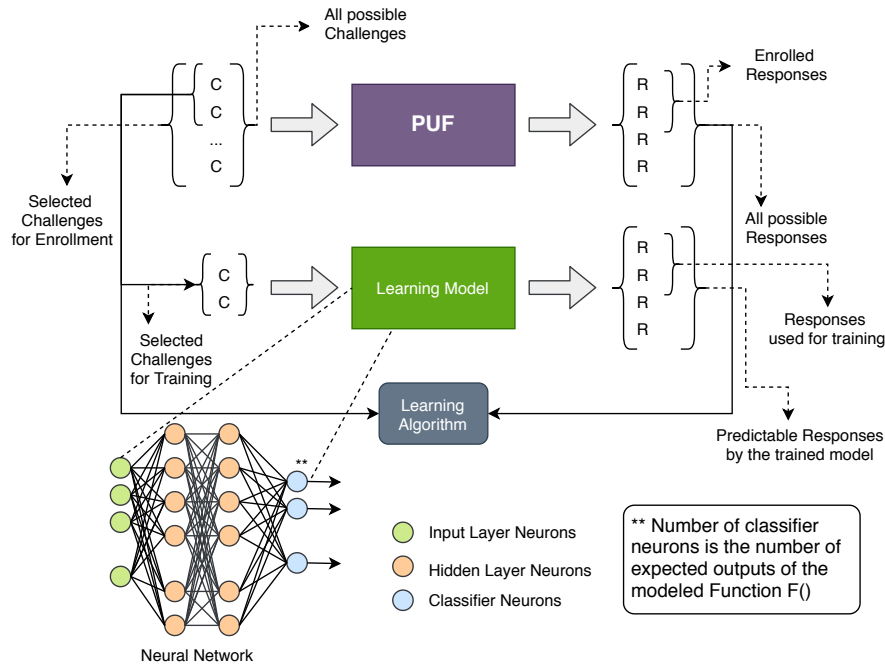 All possible
Challenges
C
C
...
C
PUF
R
R
R
R
Enrolled
Responses
Selected
Challenges
for Enrollment
All possible
Responses
C
C
Learning Model
R
R
R
R
Selected
Challenges
for Training
Responses
used for training
Learning
Algorithm
Predictable Responses
by the trained model
**
Input Layer Neurons
Hidden Layer Neurons
Classifier Neurons
** Number of classifier
neurons is the number of
expected outputs of the
modeled Function F()
Neural Network